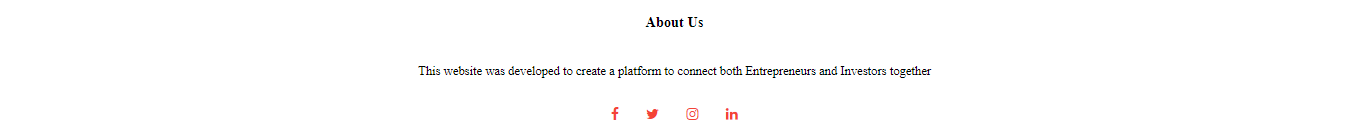 About Us
This website was developed to create a platform to connect both Entrepreneurs and Investors together